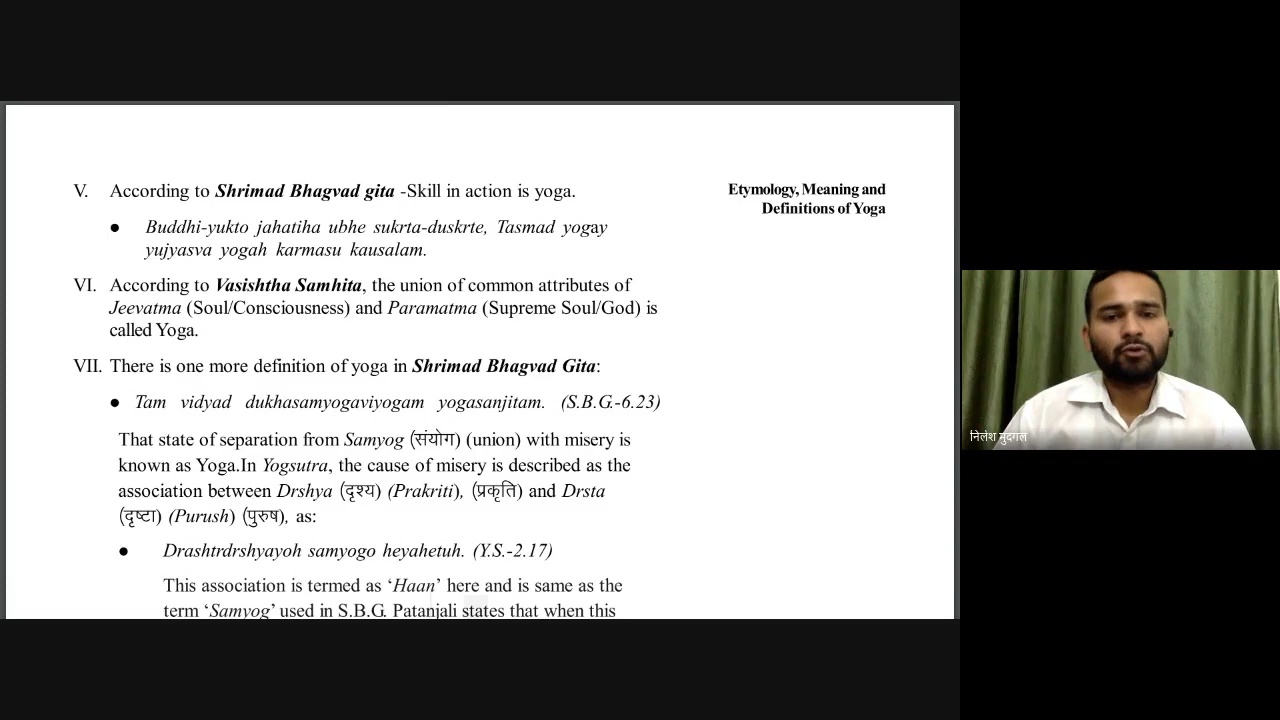 V. According to Shrimad Bhagvad gita -Skill in action is yoga.
● Buddhi-yukto jahatiha ubhe sukrta-duskrte, Tasmad yogay
yujyasva yogah karmasu kausalam.
VI. According to Vasishtha Samhita, the union of common attributes of
Jeevatma (Soul/Consciousness) and Paramatma (Supreme Soul/God) is
called Yoga.
VII. There is one more definition of yoga in Shrimad Bhagvad Gita:
● Tam vidyad dukhasamyogaviyogam yogasanjitam. (S.B.G.-6.23)
That state of separation from Samyog (संयोग) (union) with misery is
known as Yoga.In Yogsutra, the cause of misery is described as the
association between Drshya (दृश्य) (Prakriti), (प्रकृति) and Drsta
(दृष्टा) (Purush) (पुरुष), as:
● Drashtrdrshyayoh samyogo heyahetuh. (Y.S.-2.17)
This association is termed as ‘Haan’ here and is same as the
term ‘Samyog’ used in S.B.G. Patanjali states that when this
Etymology, Meaning and
Definitions of Yoga
निलेश मुदगल